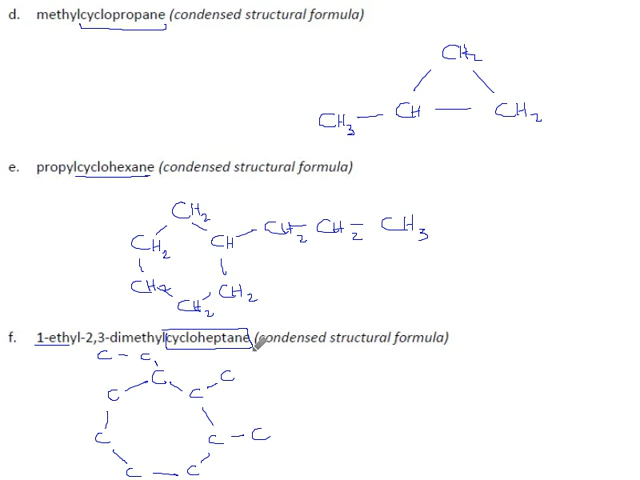 d. methylcyclopropane (condensed structural formula)
CH2
CH3 — CH — CH2
e. propylcyclohexane (condensed structural formula)
CH2
CH2 CH — CH2 — CH2 — CH3
CH2 CH2
CH2
f. 1-ethyl-2,3-dimethylcycloheptane (condensed structural formula)
C - C
C C
C C
C C - C
C — C